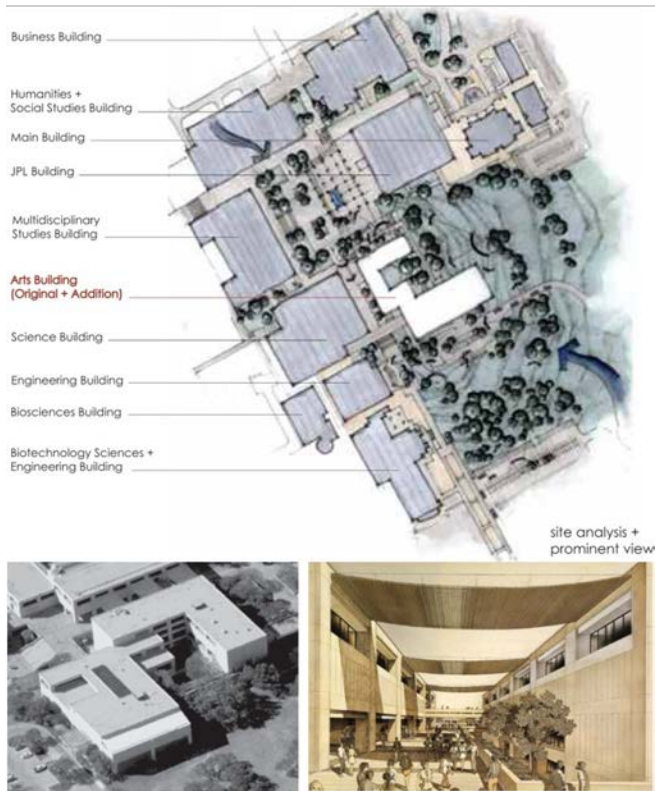 Business Building
Humanities +
Social Studies Building
Main Building
JPL Building
Multidisciplinary
Studies Building
Arts Building
(Original + Addition)
Science Building
Engineering Building
Biosciences Building
Biotechnology Sciences +
Engineering Building
site analysis +
prominent view